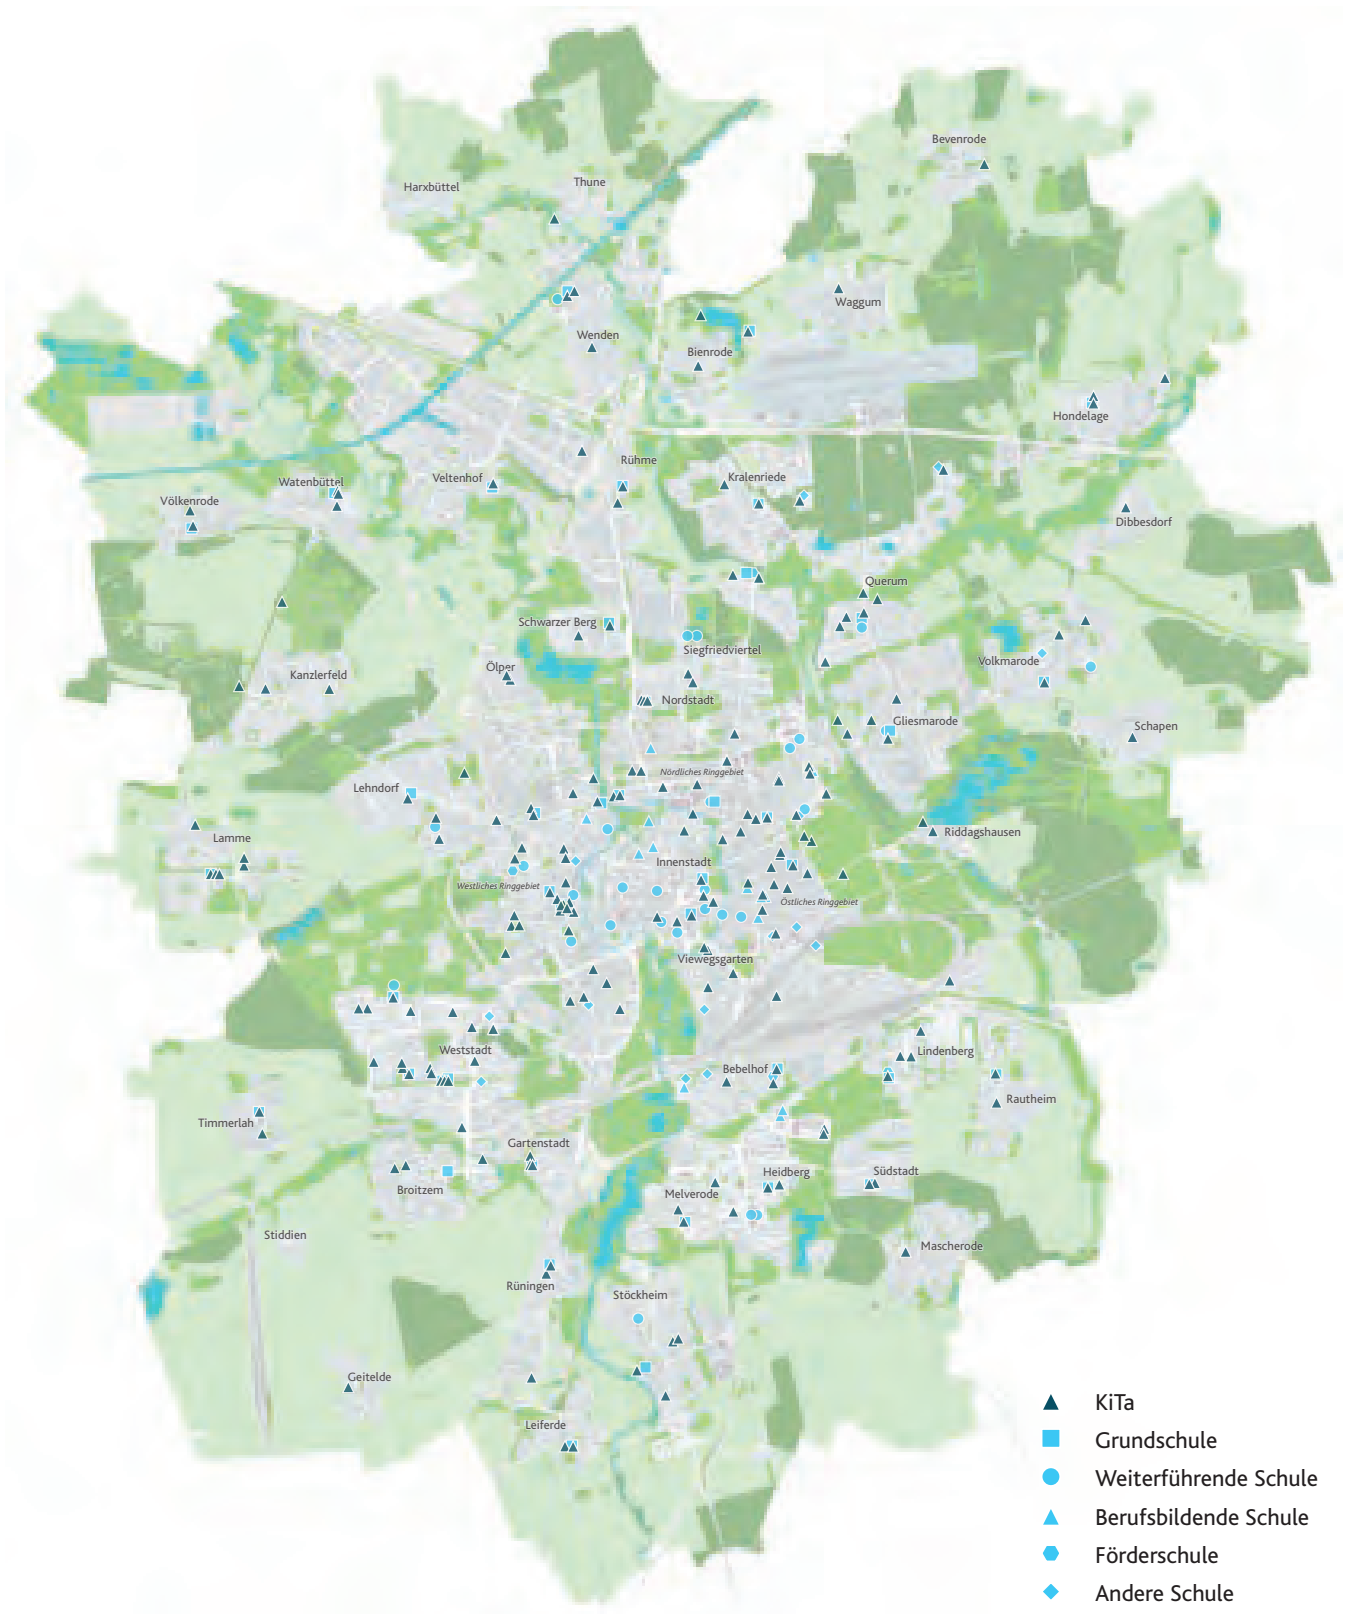 Bevenrode
Thune
Harxbüttel
Waggum
Wenden
Bienrode
Hondelage
Rühme
Kralenriede
Veltenhof
Watenbüttel
Völkenrode
Dibbesdorf
Querum
Schwarzer Berg
Siegfriedviertel
Volkmarode
Ölper
Kanzlerfeld
Nordstadt
Gliesmarode
Schapen
Nördliches Ringgebiet
Lehndorf
Riddagshausen
Lamme
Innenstadt
Westliches Ringgebiet
Östliches Ringgebiet
Viewegsgarten
Weststadt
Lindenberg
Bebelhof
Rautheim
Timmerlah
Gartenstadt
Heidberg
Südstadt
Broitzem
Melverode
Stiddien
Mascherode
Rüningen
Stöckheim
Geitelde
Leiferde
KiTa
Grundschule
Weiterführende Schule
Berufsbildende Schule
Förderschule
Andere Schule